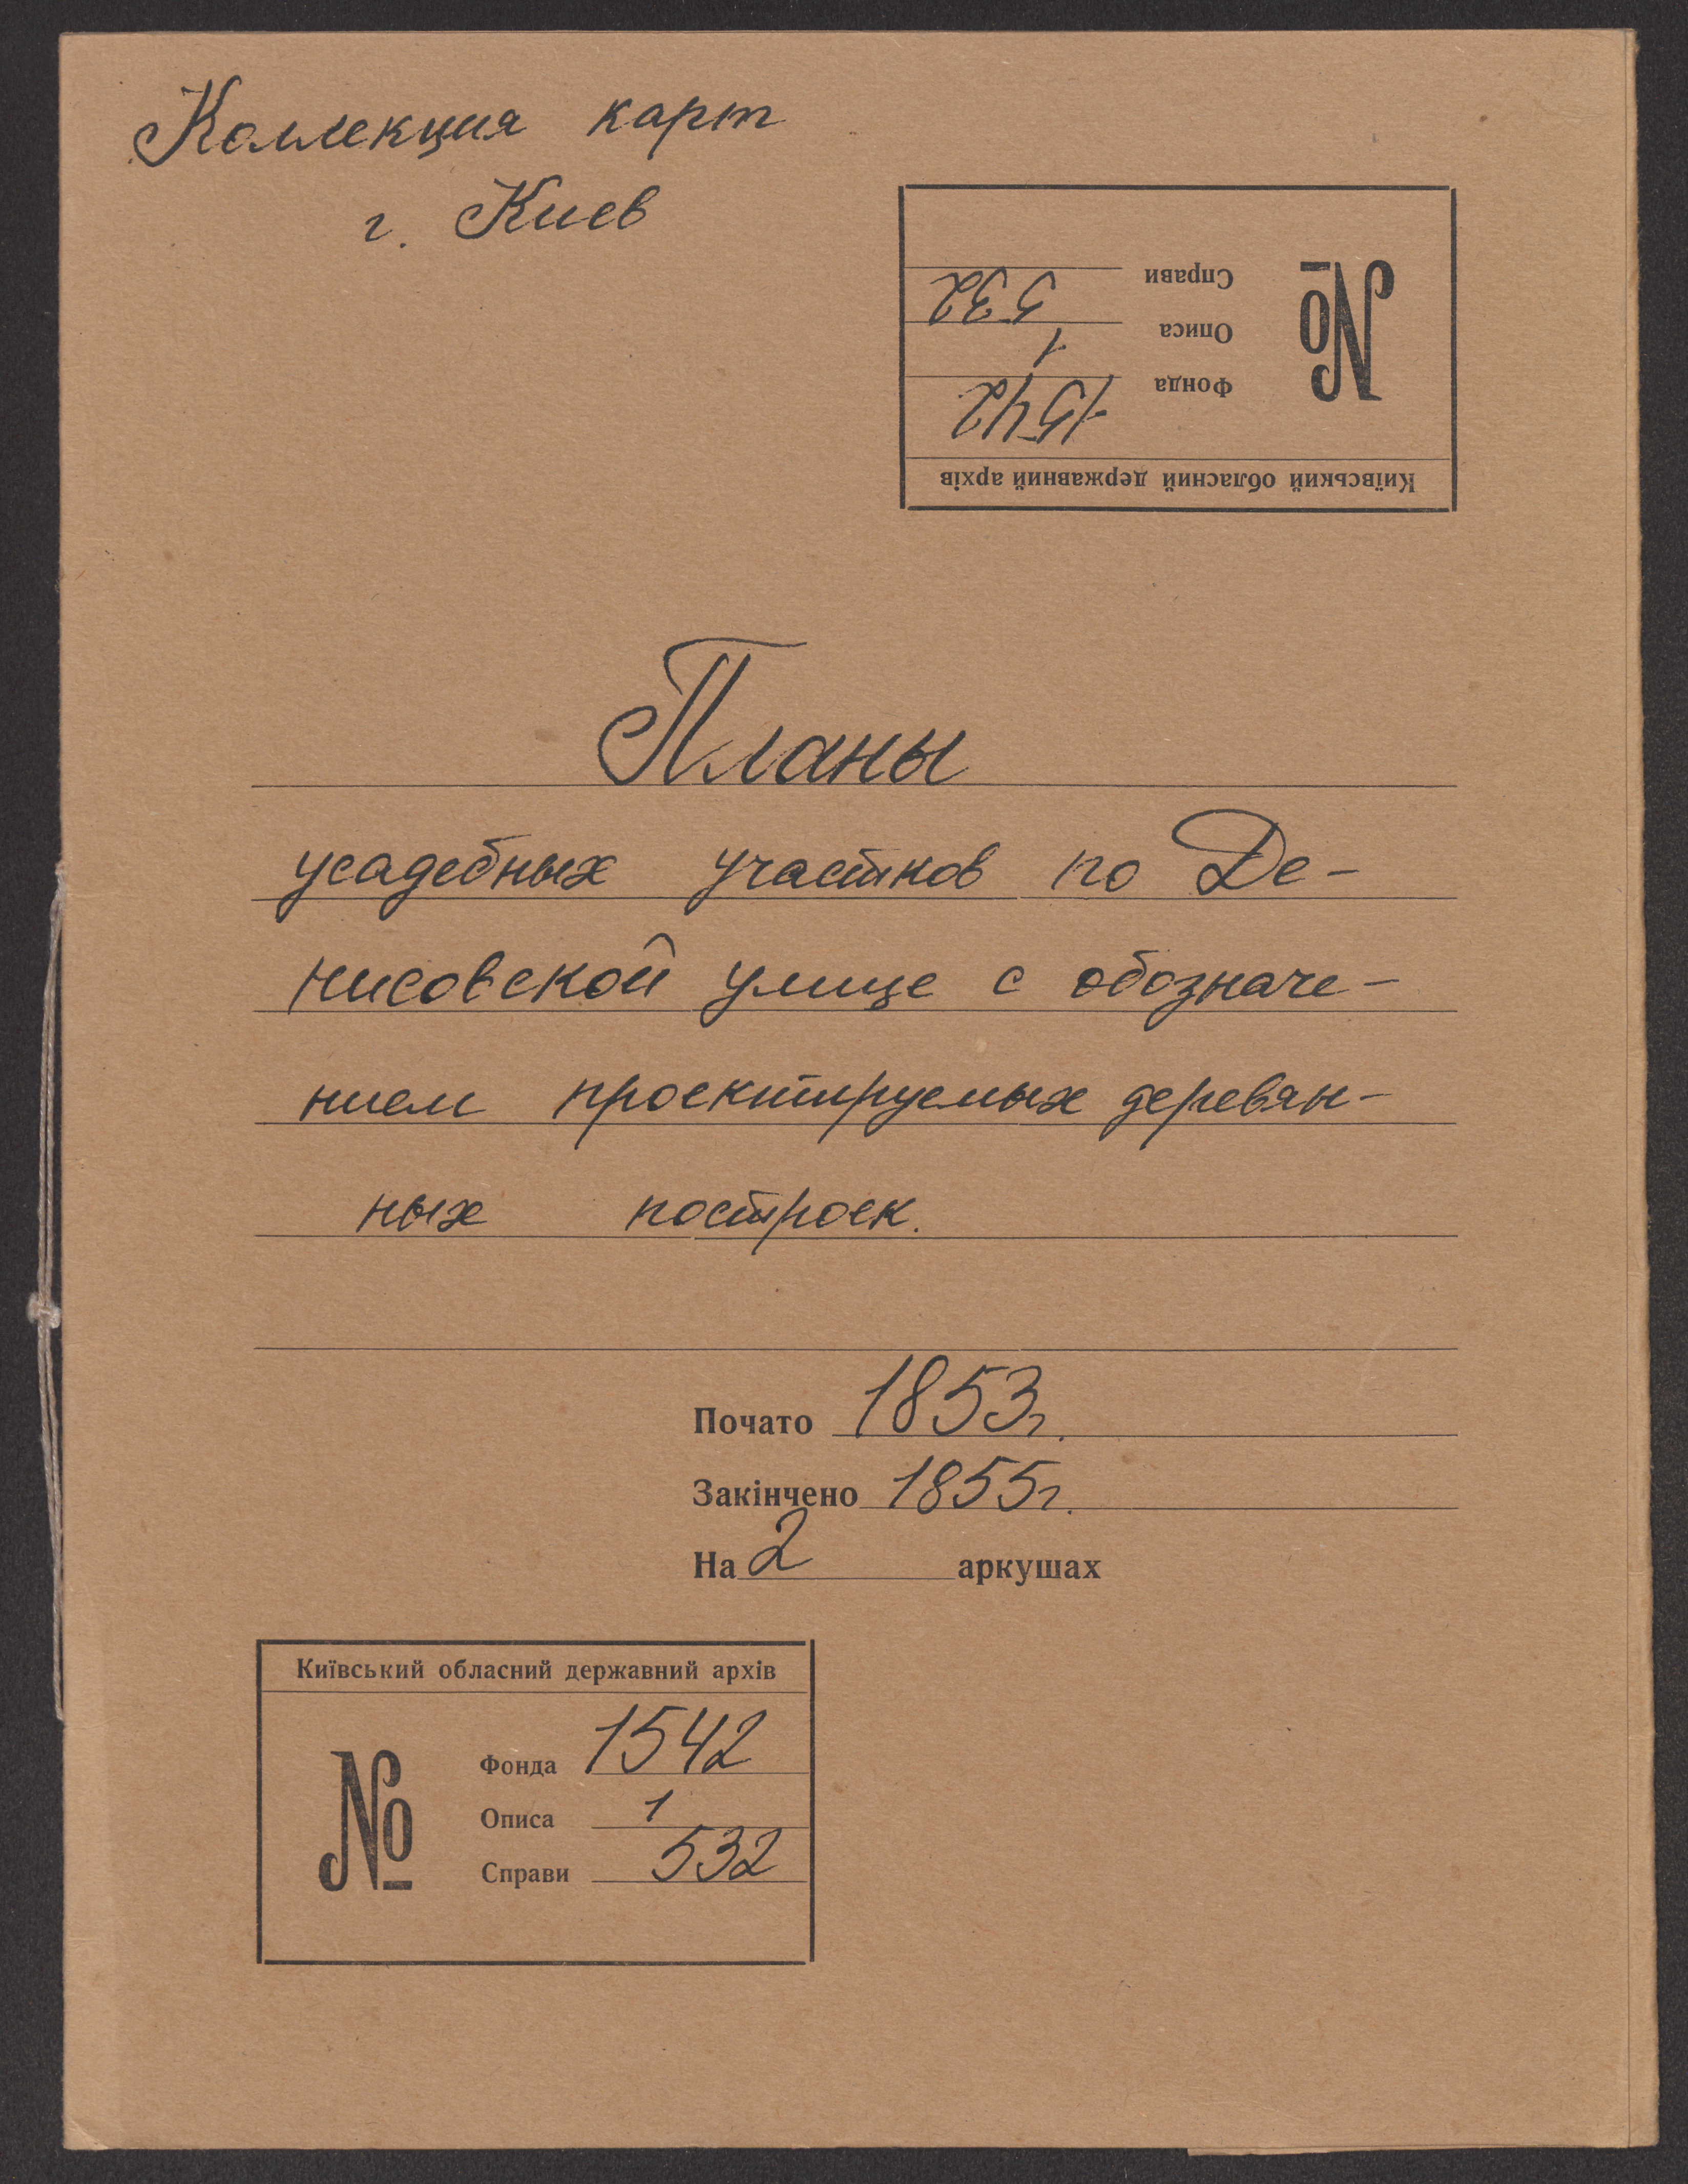 Коллекция карт
г. Киев
Київський обласний державний архів
№
Фонда 1542
Описа 1
Справи 532
Планы
усадебных участков по Де-
нисовской улице с обозначе-
нием проектируемых деревян-
ных построек.
Почато 1853г.
Закінчено 1855г.
На 2 аркушах
Київський обласний державний архів
№
Фонда 1542
Описа 1
Справи 532